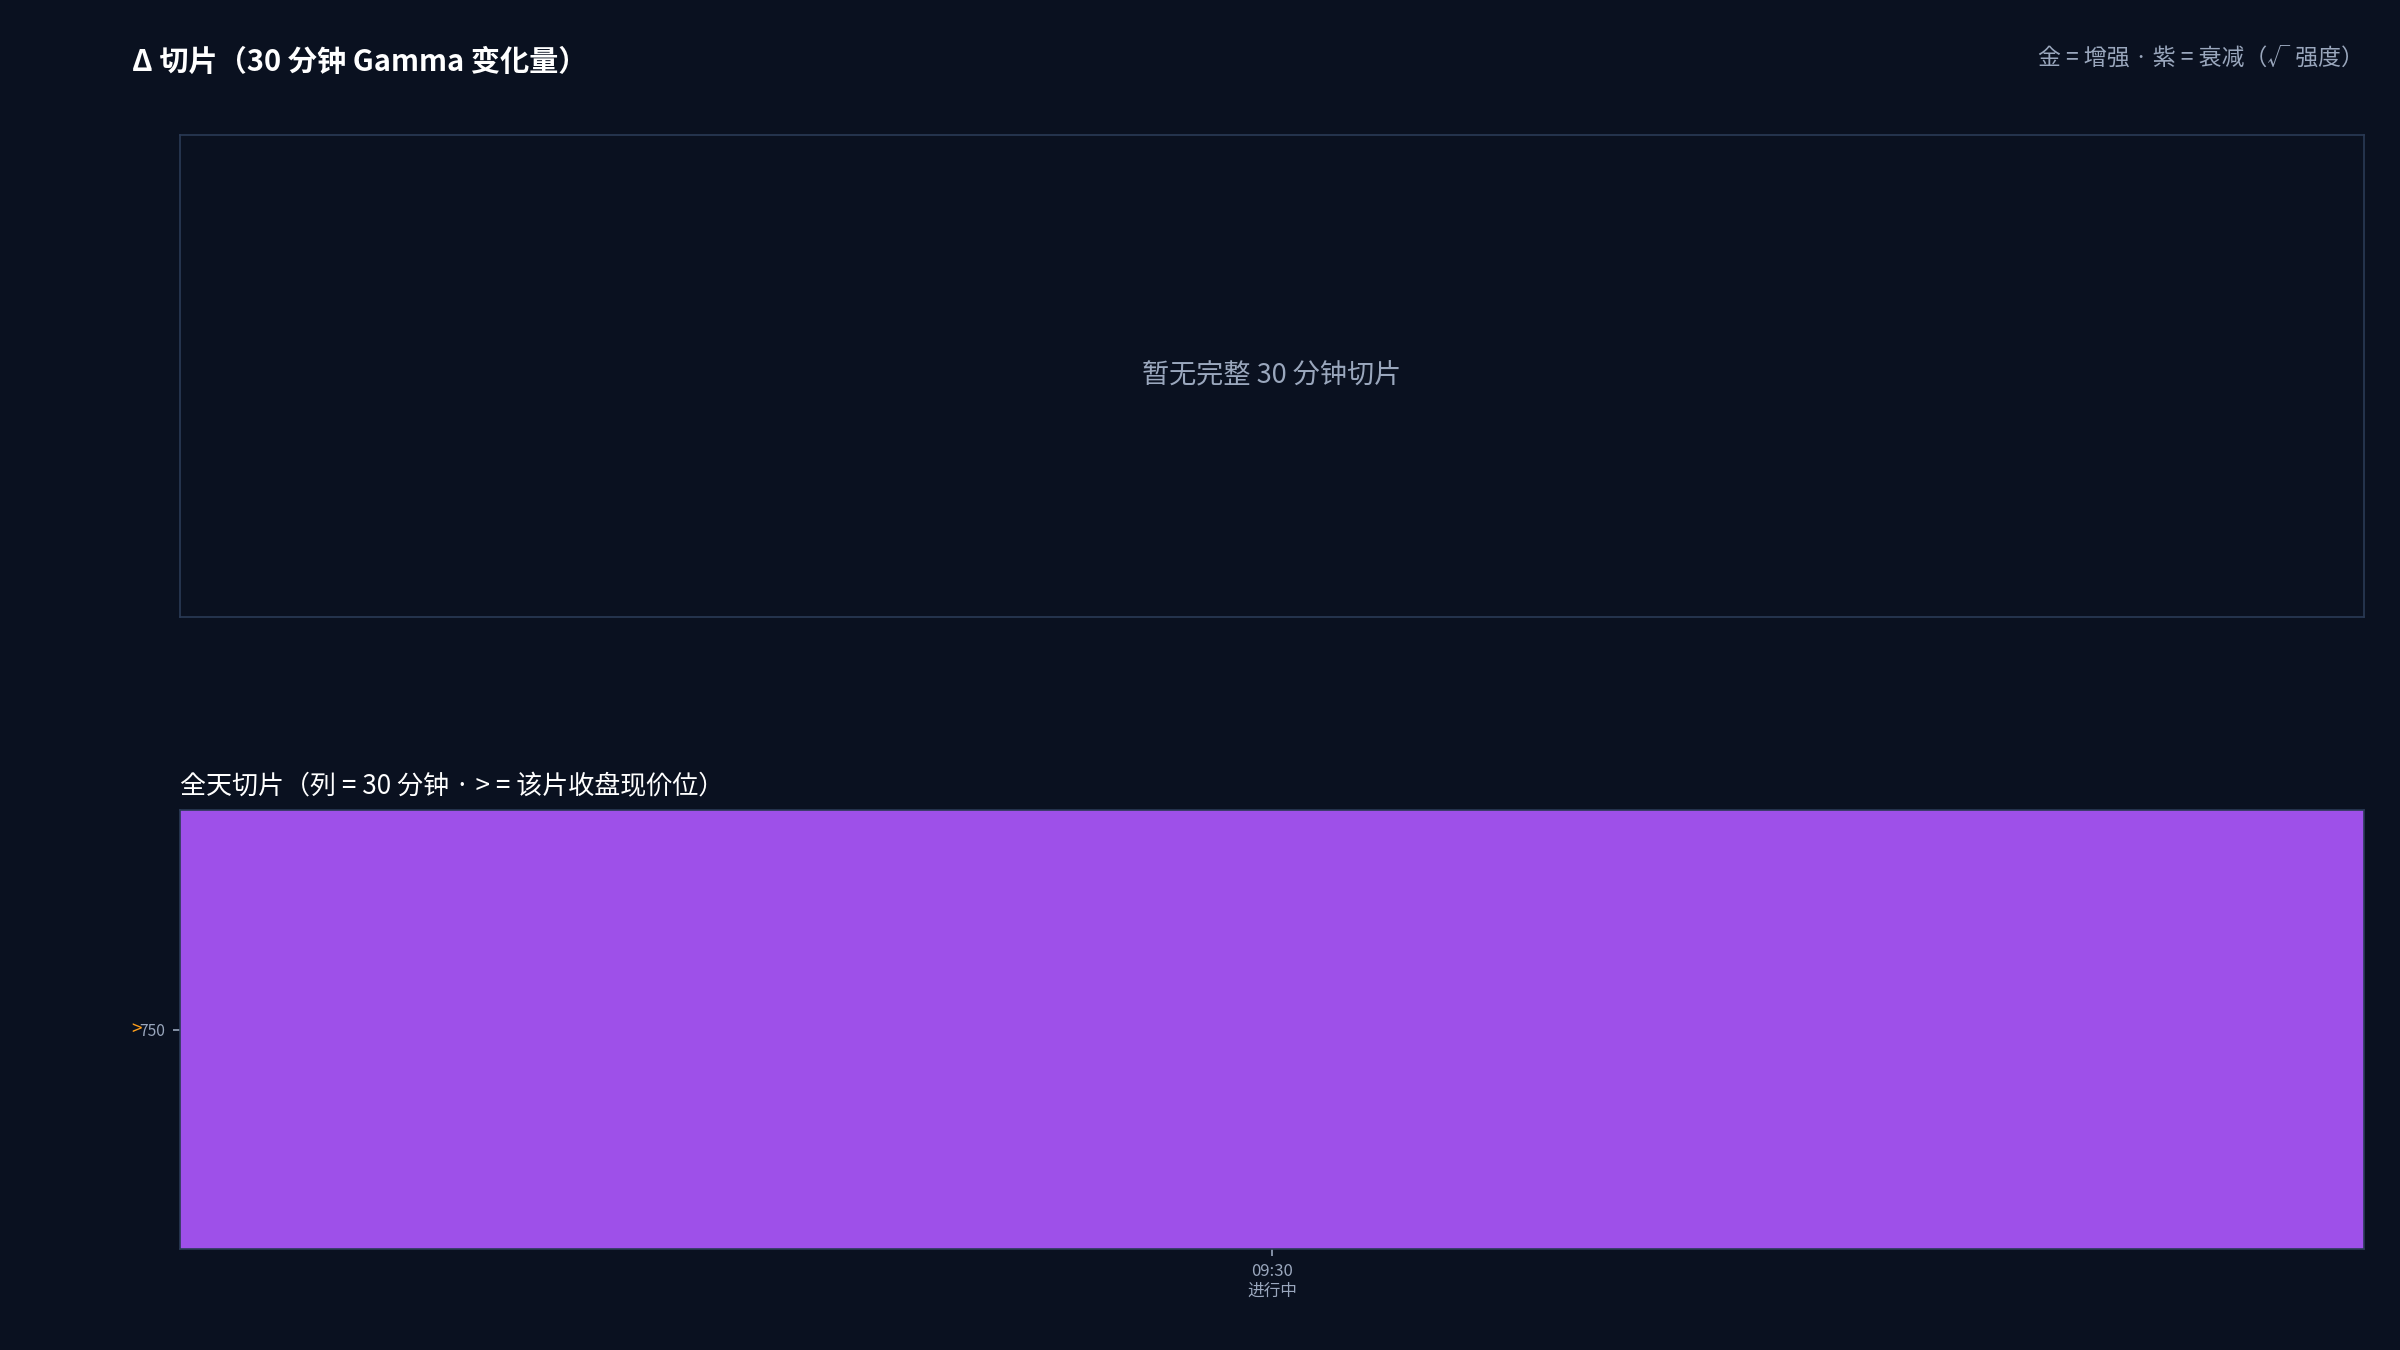 Δ 切片（30 分钟 Gamma 变化量）
金 = 增强 · 紫 = 衰减（√ 强度）
暂无完整 30 分钟切片
全天切片（列 = 30 分钟 · > = 该片收盘现价位）
>750
09:30
进行中